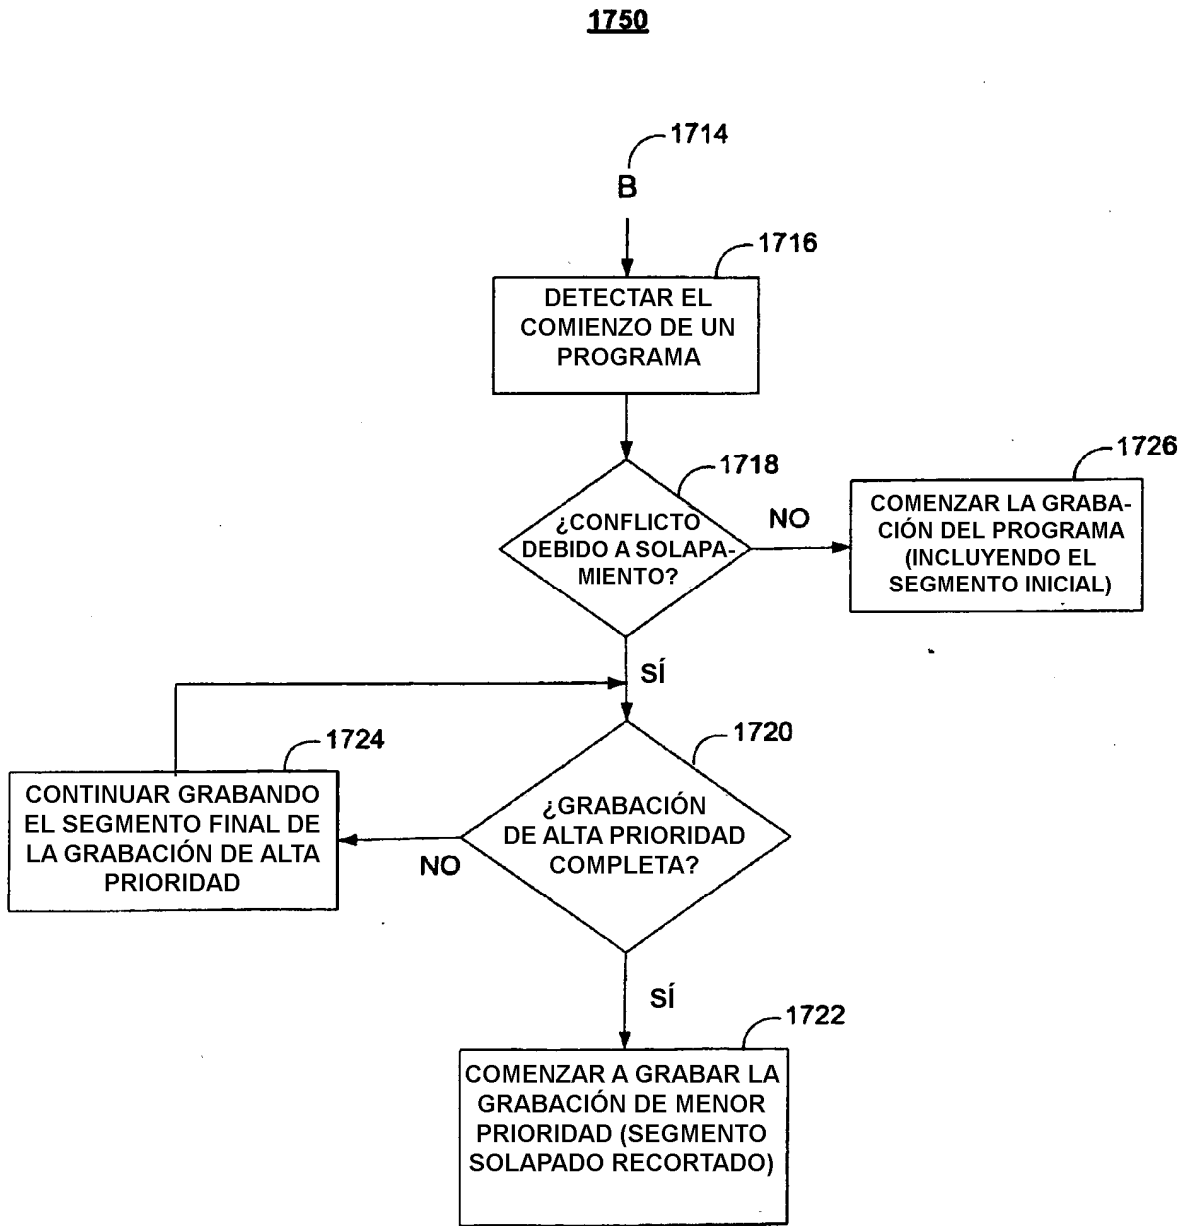 1750
1714
B
1716
DETECTAR EL
COMIENZO DE UN
PROGRAMA
1718
¿CONFLICTO
DEBIDO A SOLAPA-
MIENTO?
NO
1726
COMENZAR LA GRABA-
CIÓN DEL PROGRAMA
(INCLUYENDO EL
SEGMENTO INICIAL)
SÍ
1724
CONTINUAR GRABANDO
EL SEGMENTO FINAL DE
LA GRABACIÓN DE ALTA
PRIORIDAD
1720
¿GRABACIÓN
DE ALTA PRIORIDAD
COMPLETA?
NO
SÍ
1722
COMENZAR A GRABAR LA
GRABACIÓN DE MENOR
PRIORIDAD (SEGMENTO
SOLAPADO RECORTADO)